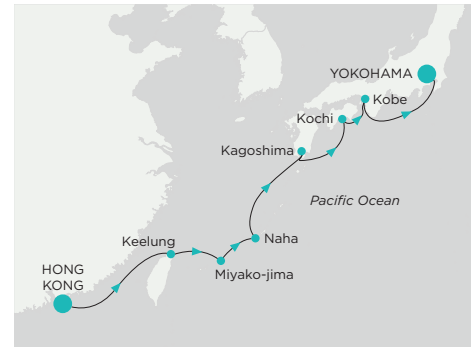 YOKOHAMA
Kobe
Kochi
Kagoshima
Pacific Ocean
Naha
Keelung
Miyako-jima
HONG
KONG